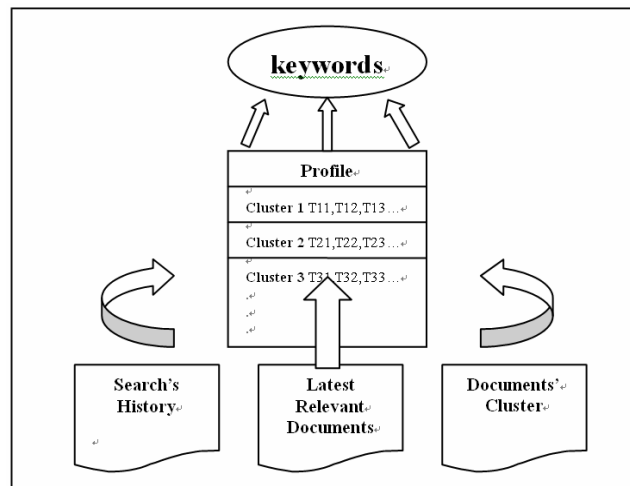 keywords
Profile
Cluster 1 T11,T12,T13…
Cluster 2 T21,T22,T23…
Cluster 3 T31,T32,T33…
.
.
.
Search's
History
Latest
Relevant
Documents
Documents'
Cluster